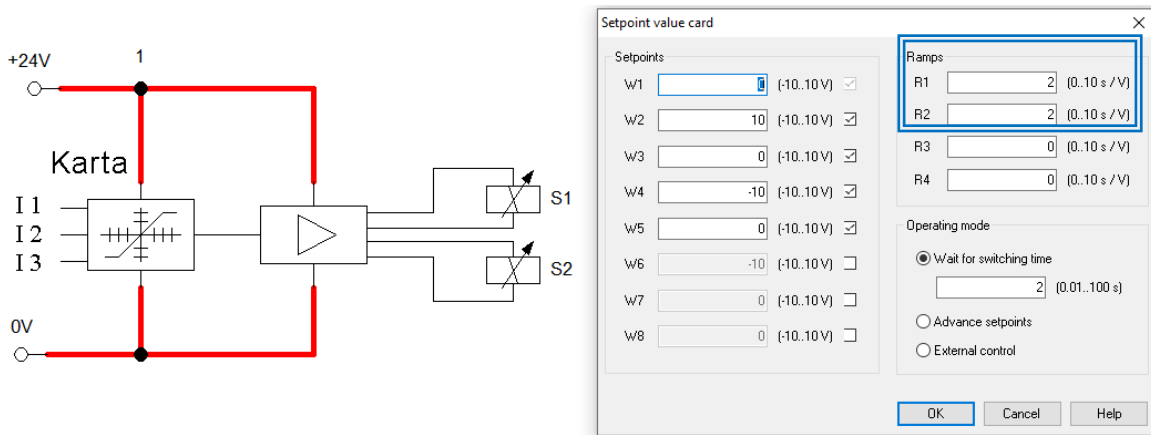 +24V
1
Karta
I 1
I 2
I 3
S1
S2
0V
Setpoint value card
Setpoints
W1 0 (-10..10 V)
W2 10 (-10..10 V)
W3 0 (-10..10 V)
W4 -10 (-10..10 V)
W5 0 (-10..10 V)
W6 -10 (-10..10 V)
W7 0 (-10..10 V)
W8 0 (-10..10 V)
Ramps
R1 2 (0..10 s / V)
R2 2 (0..10 s / V)
R3 0 (0..10 s / V)
R4 0 (0..10 s / V)
Operating mode
Wait for switching time
2 (0.01..100 s)
Advance setpoints
External control
OK Cancel Help